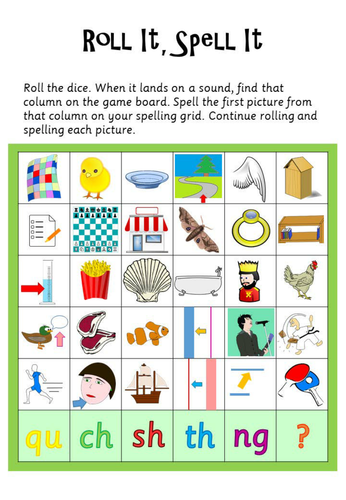 Roll It, Spell It
Roll the dice. When it lands on a sound, find that
column on the game board. Spell the first picture from
that column on your spelling grid. Continue rolling and
spelling each picture.
qu ch sh th ng ?